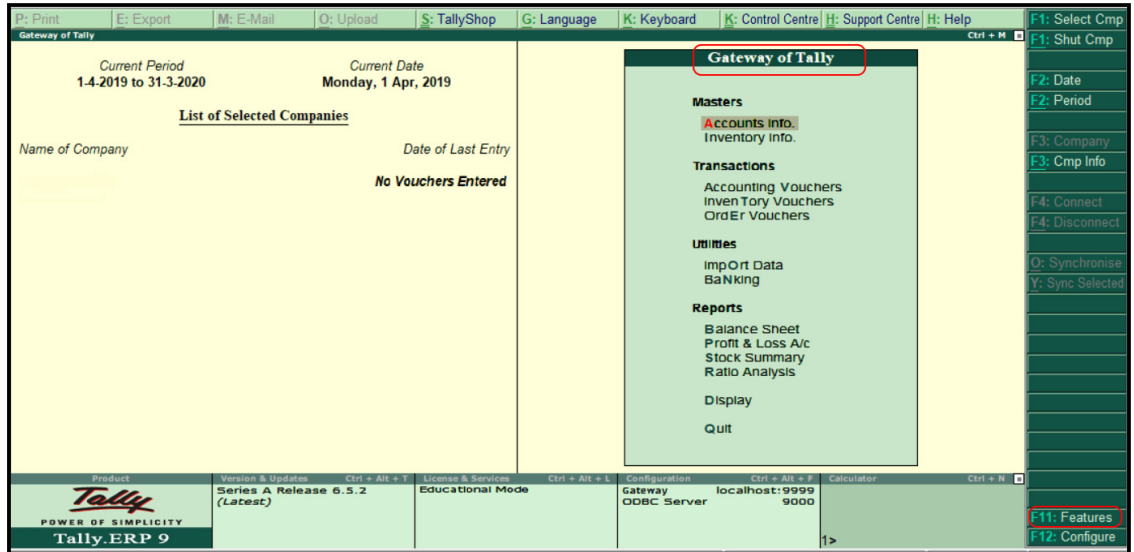 P: Print E: Export M: E-Mail O: Upload S: TallyShop G: Language K: Keyboard K: Control Centre H: Support Centre H: Help
Gateway of Tally Ctrl + M
Current Period Current Date
1-4-2019 to 31-3-2020 Monday, 1 Apr, 2019
List of Selected Companies
Name of Company Date of Last Entry
No Vouchers Entered
Gateway of Tally
Masters
Accounts Info.
Inventory Info.
Transactions
Accounting Vouchers
InvenTory Vouchers
OrdEr Vouchers
Utilities
ImpOrt Data
BaNking
Reports
Balance Sheet
Profit & Loss A/c
Stock Summary
Ratio Analysis
Display
Quit
F1: Select Cmp
F1: Shut Cmp
F2: Date
F2: Period
F3: Company
F3: Cmp Info
F4: Connect
F4: Disconnect
O: Synchronise
Y: Sync Selected
F11: Features
F12: Configure
Product Version & Updates Ctrl + Alt + T License & Services Ctrl + Alt + L Configuration Ctrl + Alt + F Calculator Ctrl + N
Tally
POWER OF SIMPLICITY
Tally.ERP 9
Series A Release 6.5.2
(Latest)
Educational Mode
Gateway localhost:9999
ODBC Server 9000
1>